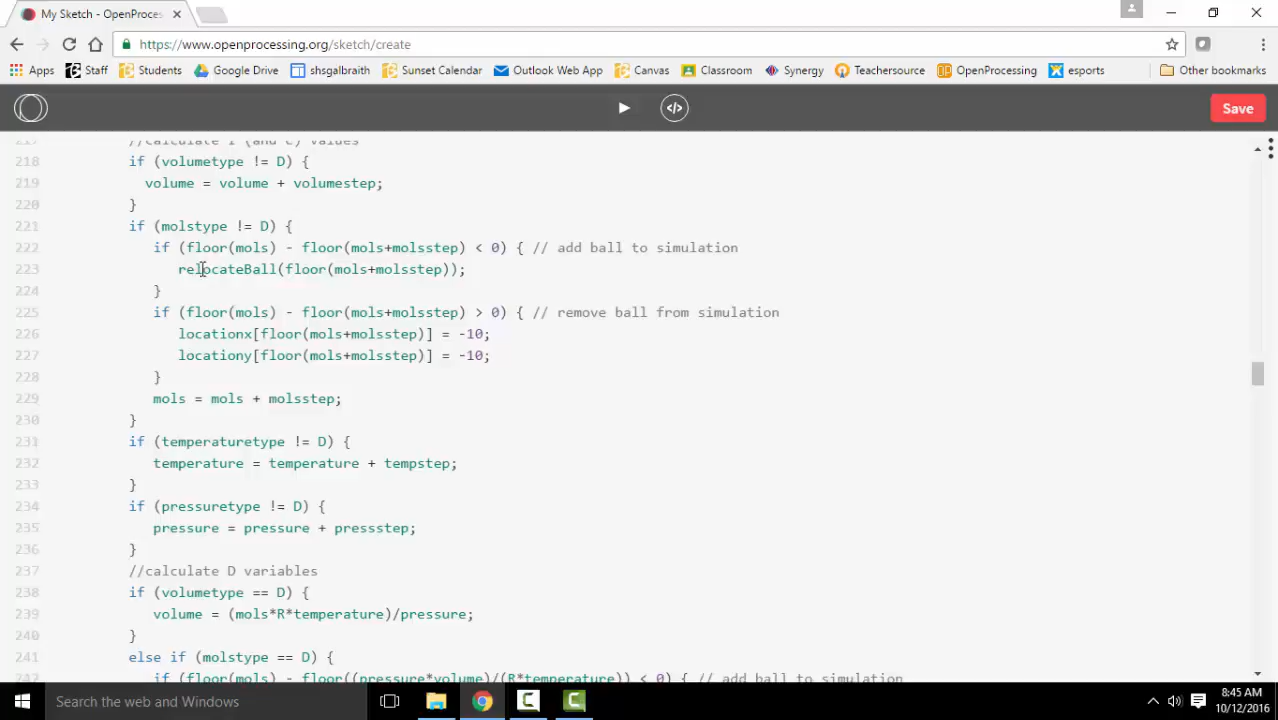 My Sketch - OpenProces
https://www.openprocessing.org/sketch/create
Apps Staff Students Google Drive shsgalbraith Sunset Calendar Outlook Web App Canvas Classroom Synergy Teachersource OpenProcessing esports Other bookmarks
</> Save
217 //calculate I (and C) values
218 if (volumetype != D) {
219 volume = volume + volumestep;
220 }
221 if (molstype != D) {
222 if (floor(mols) - floor(mols+molsstep) < 0) { // add ball to simulation
223 relocateBall(floor(mols+molsstep));
224 }
225 if (floor(mols) - floor(mols+molsstep) > 0) { // remove ball from simulation
226 locationx[floor(mols+molsstep)] = -10;
227 locationy[floor(mols+molsstep)] = -10;
228 }
229 mols = mols + molsstep;
230 }
231 if (temperaturetype != D) {
232 temperature = temperature + tempstep;
233 }
234 if (pressuretype != D) {
235 pressure = pressure + pressstep;
236 }
237 //calculate D variables
238 if (volumetype == D) {
239 volume = (mols*R*temperature)/pressure;
240 }
241 else if (molstype == D) {
242 if (floor(mols) - floor((pressure*volume)/(R*temperature)) < 0) { // add ball to simulation
Search the web and Windows
8:45 AM
10/12/2016